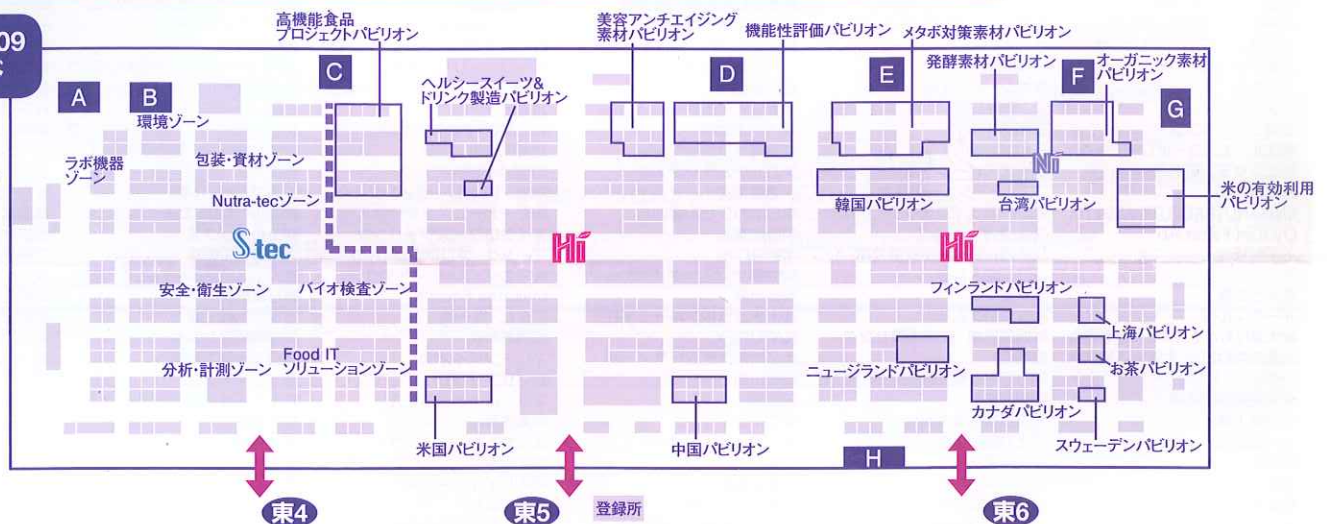 09
C
高機能食品
プロジェクトパビリオン
美容アンチエイジング
素材パビリオン
機能性評価パビリオン
メタボ対策素材パビリオン
発酵素材パビリオン
オーガニック素材
パビリオン
A
B
C
D
E
F
G
環境ゾーン
ヘルシースイーツ&
ドリンク製造パビリオン
ラボ機器
ゾーン
包装・資材ゾーン
Nutra-tecゾーン
Ni
韓国パビリオン
台湾パビリオン
米の有効利用
パビリオン
S-tec
Hi
Hi
安全・衛生ゾーン
バイオ検査ゾーン
フィンランドパビリオン
上海パビリオン
分析・計測ゾーン
Food IT
ソリューションゾーン
ニュージランドパビリオン
お茶パビリオン
カナダパビリオン
米国パビリオン
中国パビリオン
スウェーデンパビリオン
H
東4
東5
登録所
東6